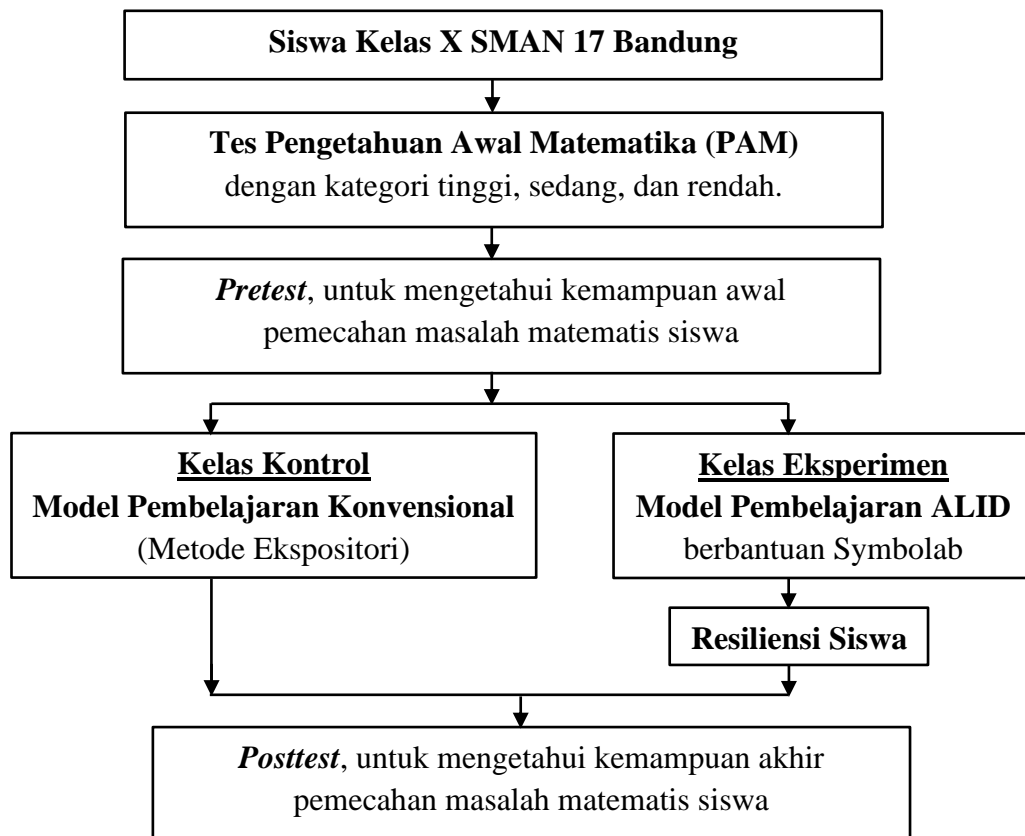 Siswa Kelas X SMAN 17 Bandung
Tes Pengetahuan Awal Matematika (PAM)
dengan kategori tinggi, sedang, dan rendah.
Pretest, untuk mengetahui kemampuan awal
pemecahan masalah matematis siswa
Kelas Kontrol
Model Pembelajaran Konvensional
(Metode Ekspositori)
Kelas Eksperimen
Model Pembelajaran ALID
berbantuan Symbolab
Resiliensi Siswa
Posttest, untuk mengetahui kemampuan akhir
pemecahan masalah matematis siswa